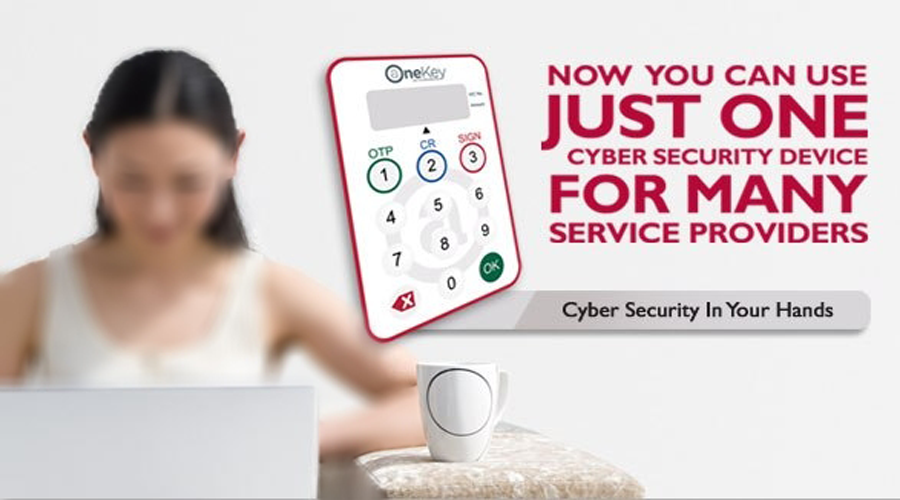 OneKey
OTP
CR
SIGN
1
2
3
4
5
6
7
8
9
0
OK
X
NOW YOU CAN USE
JUST ONE
CYBER SECURITY DEVICE
FOR MANY
SERVICE PROVIDERS
Cyber Security In Your Hands